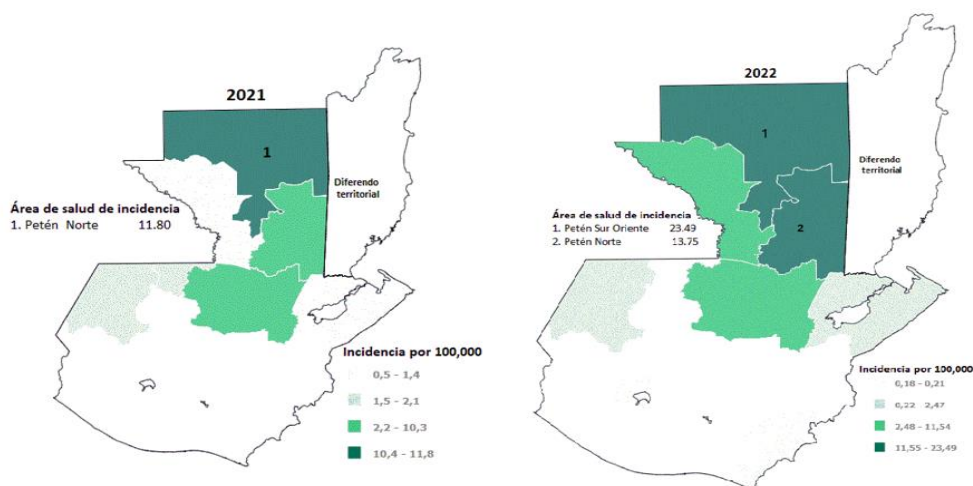 2021
1
Diferendo
territorial
Área de salud de incidencia
1. Petén Norte 11.80
Incidencia por 100,000
0,5 - 1,4
1,5 - 2,1
2,2 - 10,3
10,4 - 11,8
2022
1
Diferendo
territorial
Área de salud de incidencia
1. Petén Sur Oriente 23.49
2. Petén Norte 13.75
2
Incidencia por 100,000
0,18 - 0,21
0,22 - 2,47
2,48 - 11,54
11,55 - 23,49